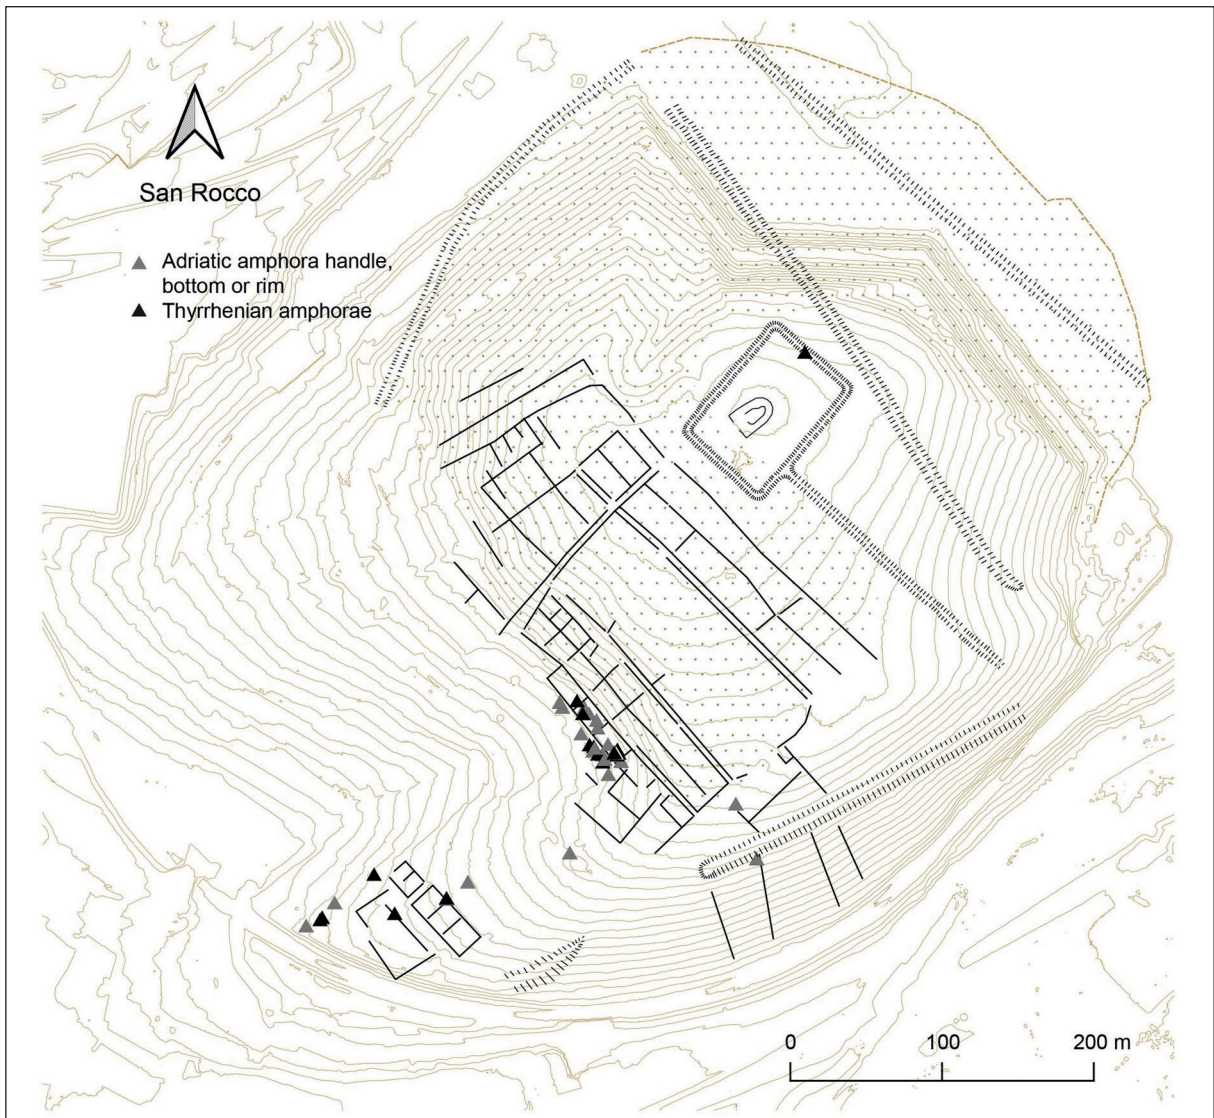 San Rocco
Adriatic amphora handle,
bottom or rim
Thyrrhenian amphorae
0 100 200 m